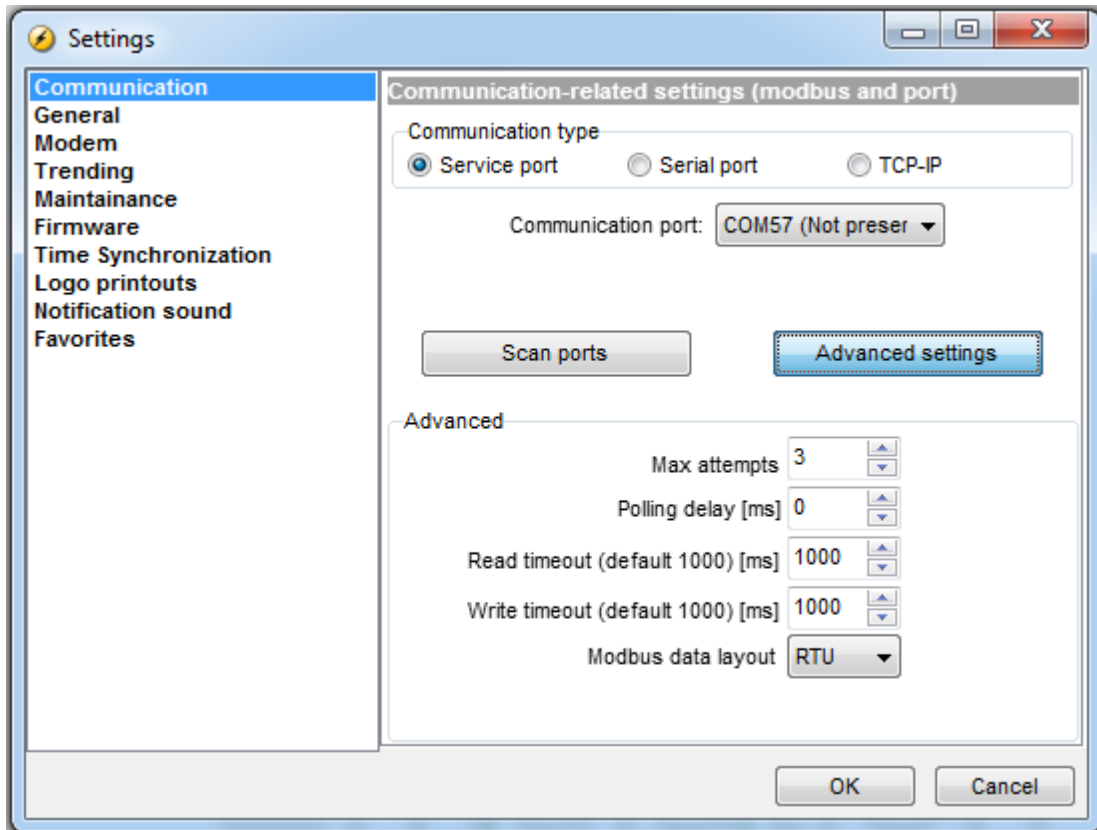 Settings
Communication
General
Modem
Trending
Maintainance
Firmware
Time Synchronization
Logo printouts
Notification sound
Favorites
Communication-related settings (modbus and port)
Communication type
Service port Serial port TCP-IP
Communication port: COM57 (Not preser
Scan ports Advanced settings
Advanced
Max attempts 3
Polling delay [ms] 0
Read timeout (default 1000) [ms] 1000
Write timeout (default 1000) [ms] 1000
Modbus data layout RTU
OK Cancel